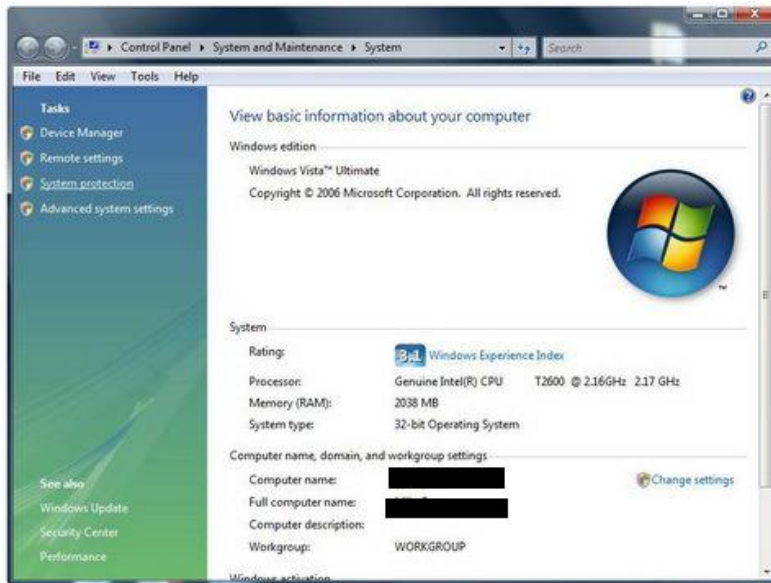 Control Panel ▸ System and Maintenance ▸ System
Search
File Edit View Tools Help
Tasks
Device Manager
Remote settings
System protection
Advanced system settings
See also
Windows Update
Security Center
Performance
View basic information about your computer
Windows edition
Windows Vista™ Ultimate
Copyright © 2006 Microsoft Corporation. All rights reserved.
TM
System
Rating: 3.1 Windows Experience Index
Processor: Genuine Intel(R) CPU T2600 @ 2.16GHz 2.17 GHz
Memory (RAM): 2038 MB
System type: 32-bit Operating System
Computer name, domain, and workgroup settings
Computer name: Change settings
Full computer name:
Computer description:
Workgroup: WORKGROUP
Windows activation